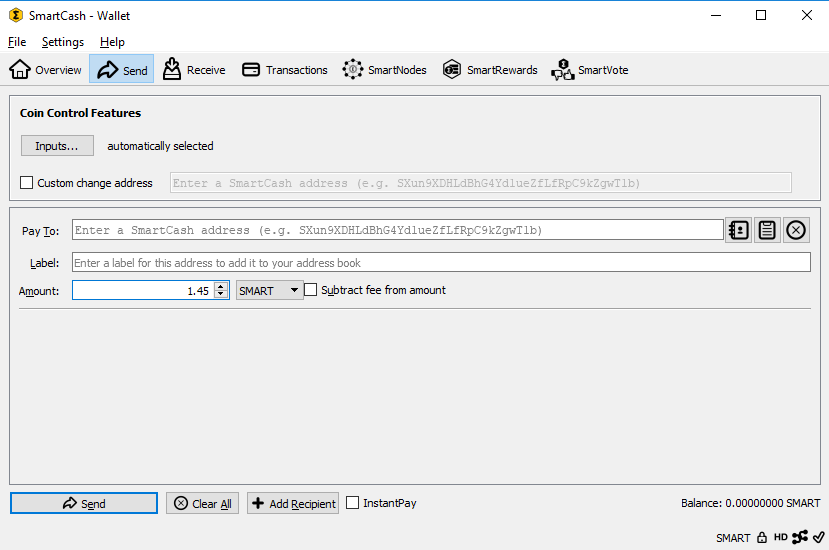 SmartCash - Wallet
File Settings Help
Overview Send Receive Transactions SmartNodes SmartRewards SmartVote
Coin Control Features
Inputs... automatically selected
Custom change address Enter a SmartCash address (e.g. SXun9XDHLdBhG4Yd1ueZfLfRpC9kZgwT1b)
Pay To: Enter a SmartCash address (e.g. SXun9XDHLdBhG4Yd1ueZfLfRpC9kZgwT1b)
Label: Enter a label for this address to add it to your address book
Amount: 1.45 SMART Subtract fee from amount
Send Clear All Add Recipient InstantPay Balance: 0.00000000 SMART
SMART HD